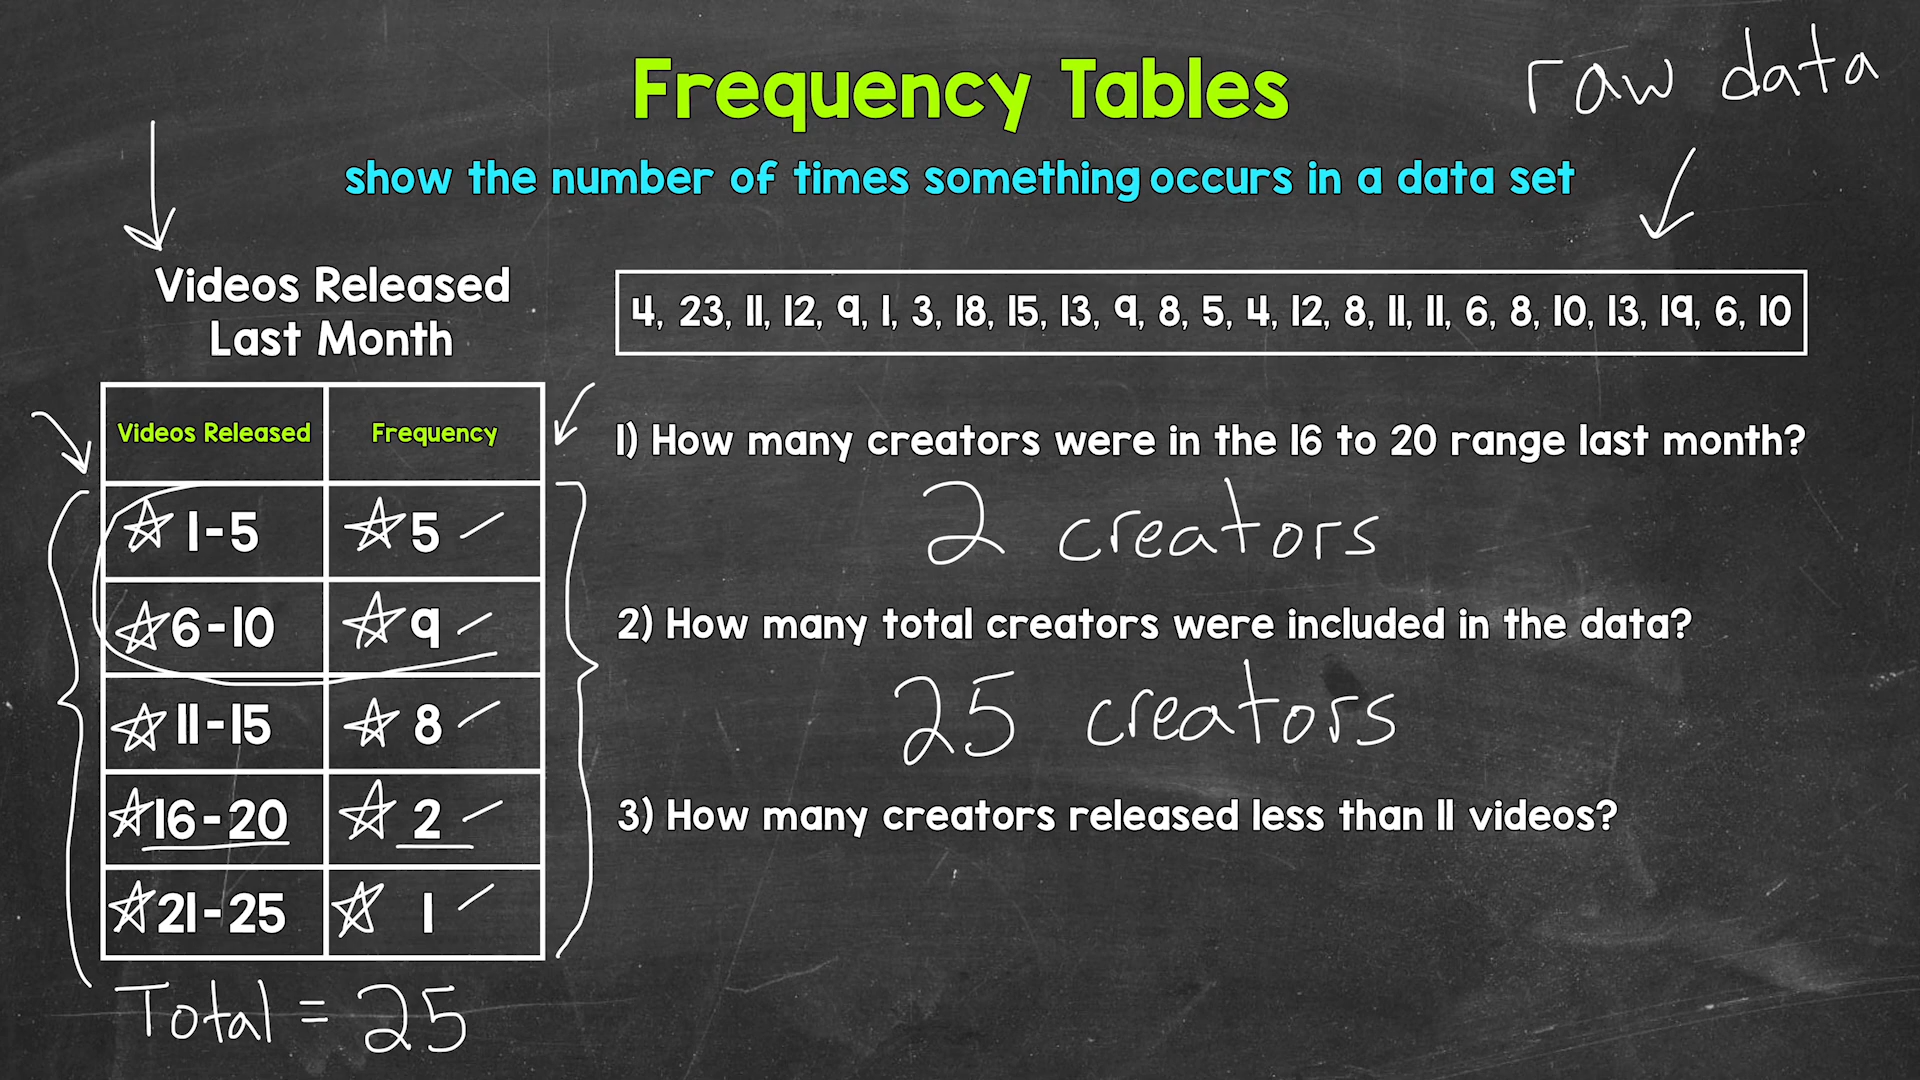 Frequency Tables
raw data
show the number of times something occurs in a data set
Videos Released
Last Month
4, 23, 11, 12, 9, 1, 3, 18, 15, 13, 9, 8, 5, 4, 12, 8, 11, 11, 6, 8, 10, 13, 19, 6, 10
Videos Released Frequency
1-5 5
6-10 9
11-15 8
16-20 2
21-25 1
Total = 25
1) How many creators were in the 16 to 20 range last month?
2 creators
2) How many total creators were included in the data?
25 creators
3) How many creators released less than 11 videos?